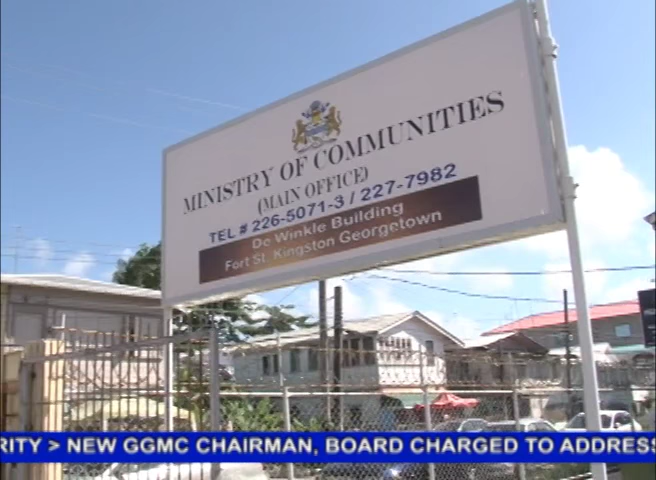 MINISTRY OF COMMUNITIES
(MAIN OFFICE)
TEL # 226-5071-3 / 227-7982
De Winkle Building
Fort St. Kingston Georgetown
RITY > NEW GGMC CHAIRMAN, BOARD CHARGED TO ADDRESS